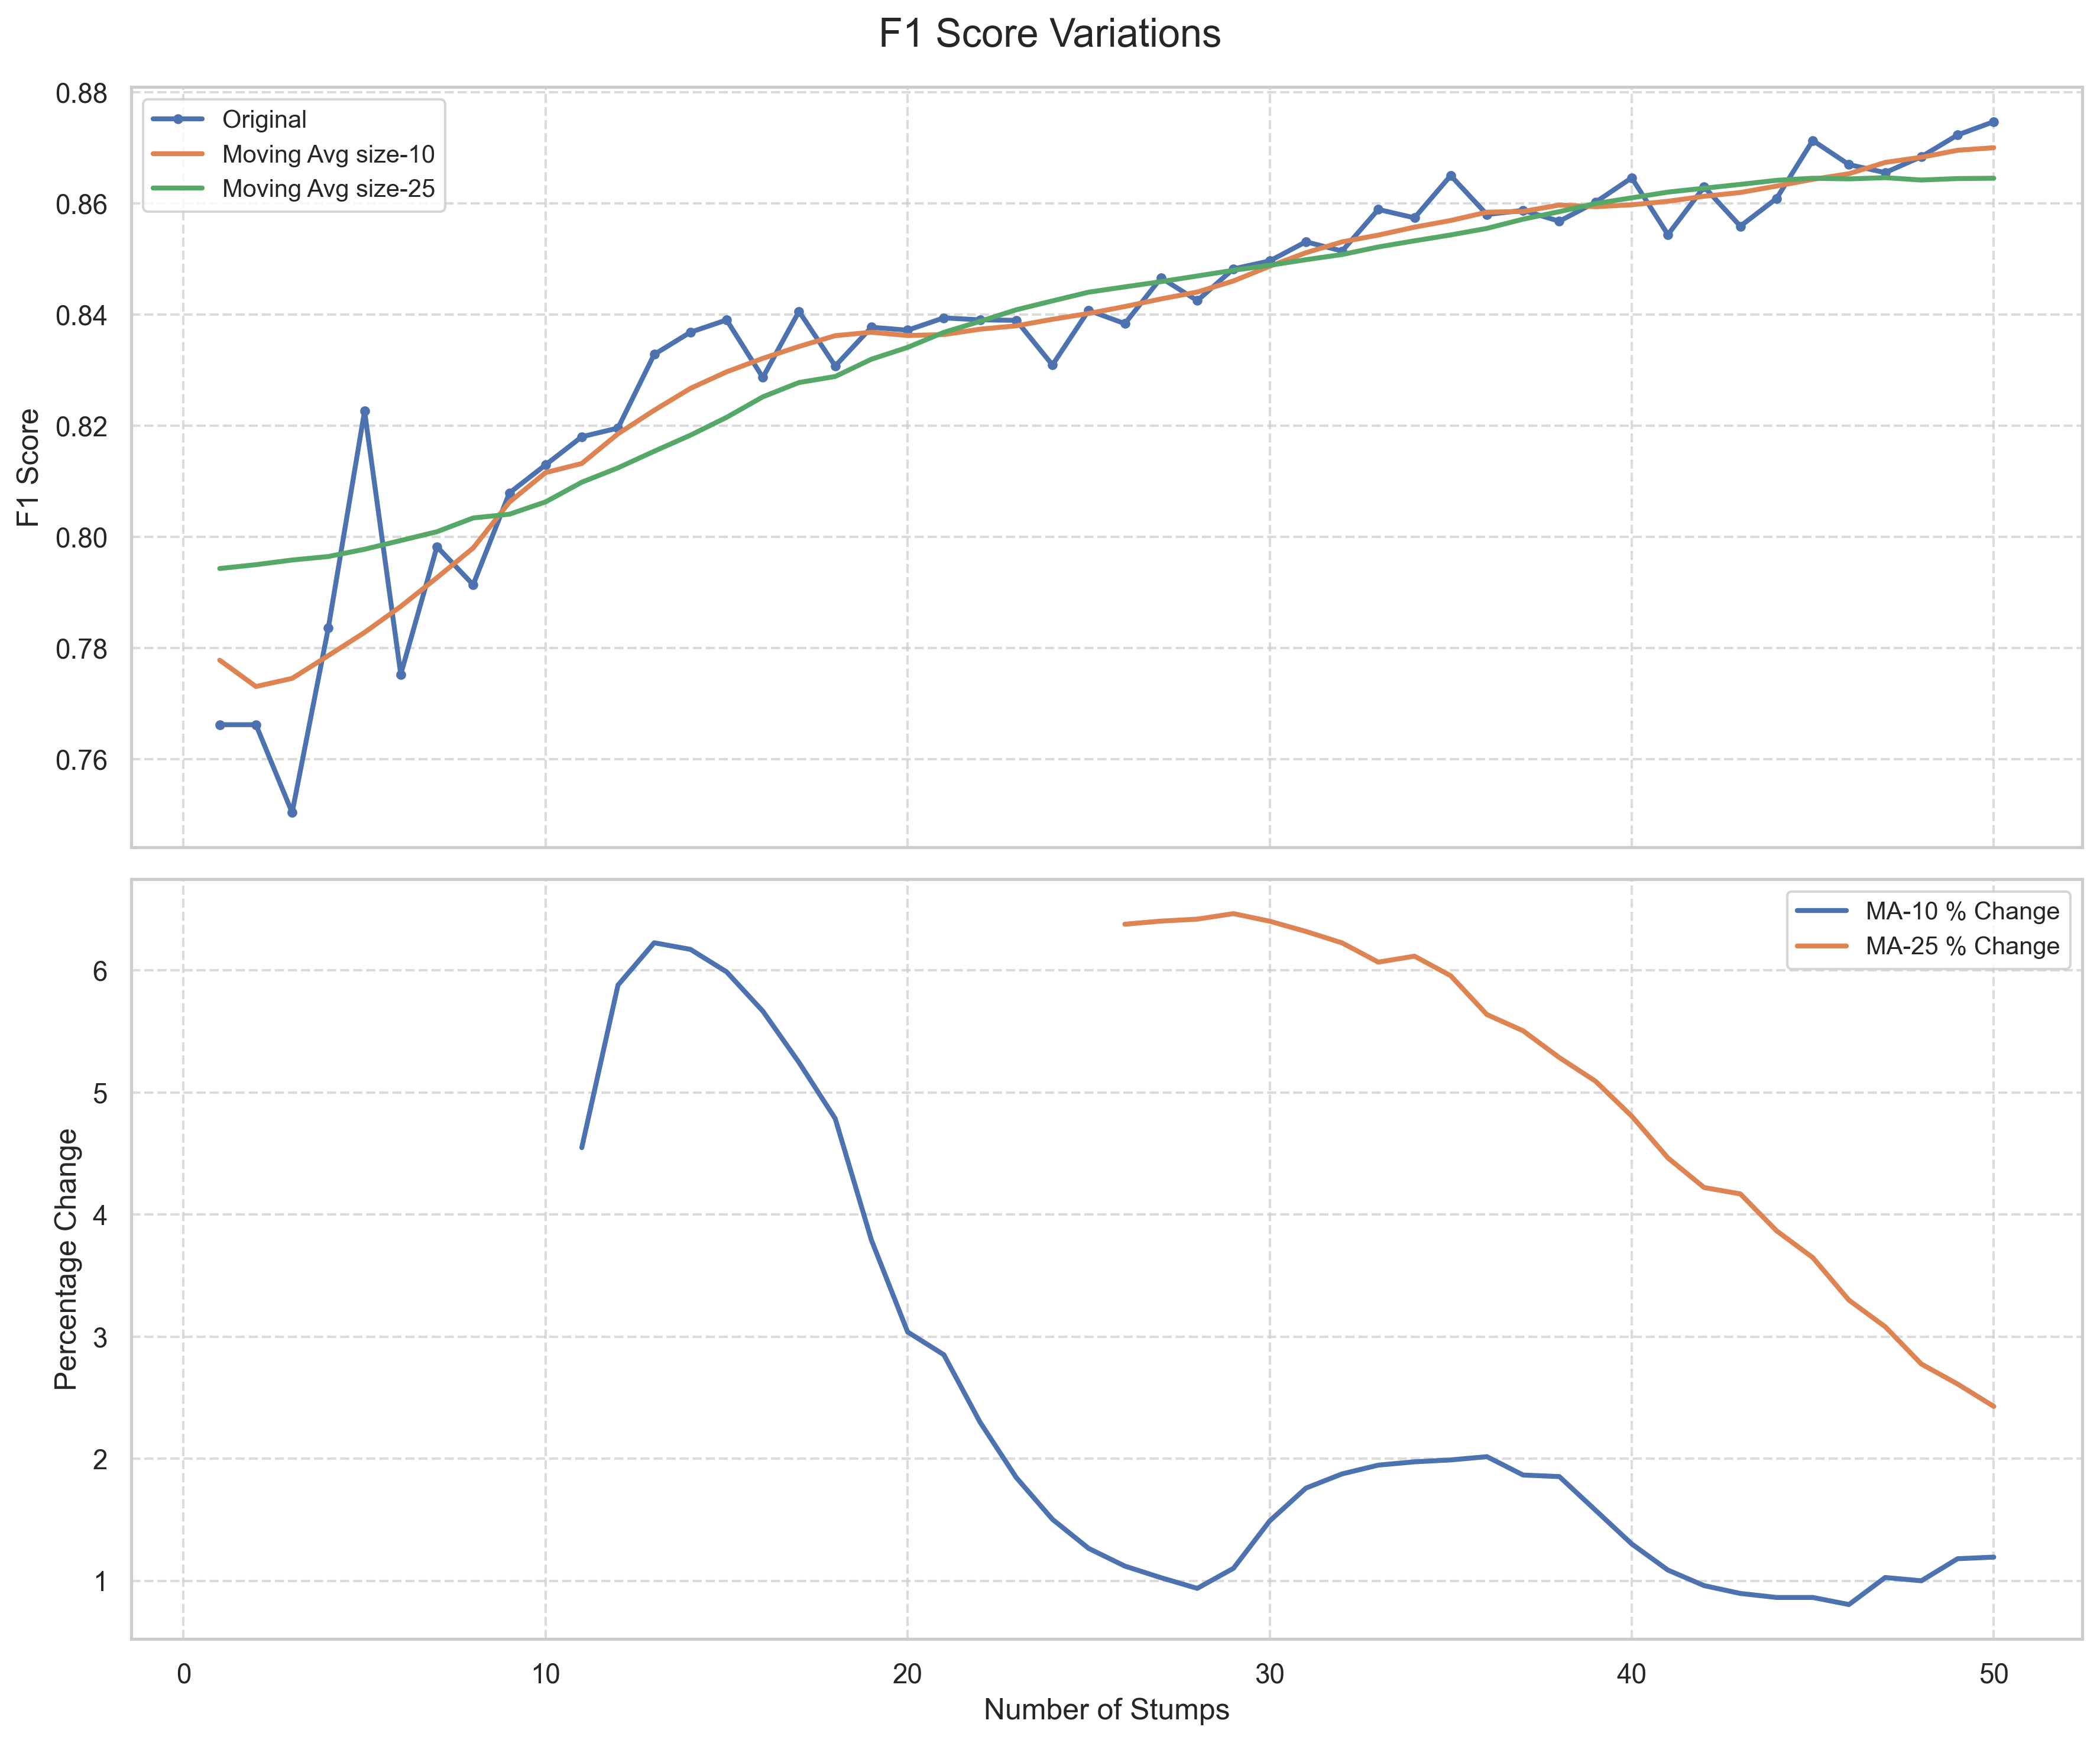 F1 Score Variations
0.88
0.86
0.84
0.82
0.80
0.78
0.76
F1 Score
Original
Moving Avg size-10
Moving Avg size-25
6
5
4
3
2
1
Percentage Change
MA-10 % Change
MA-25 % Change
0 10 20 30 40 50
Number of Stumps